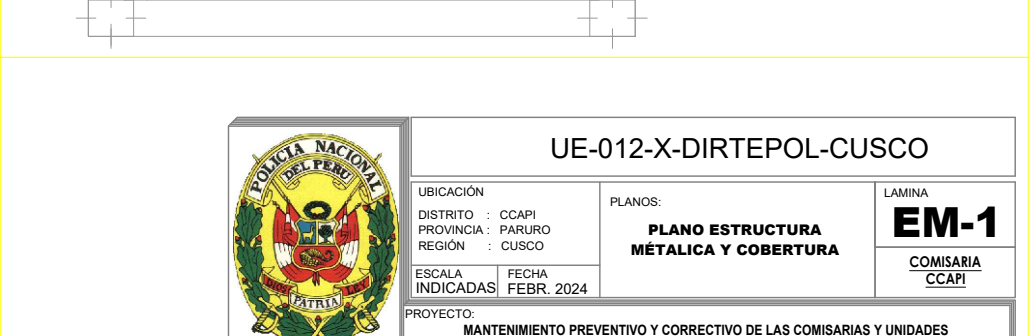 POLICIA NACIONAL
DEL PERU
DIOS
PATRIA
LEY
UE-012-X-DIRTEPOL-CUSCO
UBICACIÓN
DISTRITO : CCAPI
PROVINCIA : PARURO
REGIÓN : CUSCO
ESCALA
INDICADAS
FECHA
FEBR. 2024
PLANOS:
PLANO ESTRUCTURA
MÉTALICA Y COBERTURA
LAMINA
EM-1
COMISARIA
CCAPI
PROYECTO:
MANTENIMIENTO PREVENTIVO Y CORRECTIVO DE LAS COMISARIAS Y UNIDADES